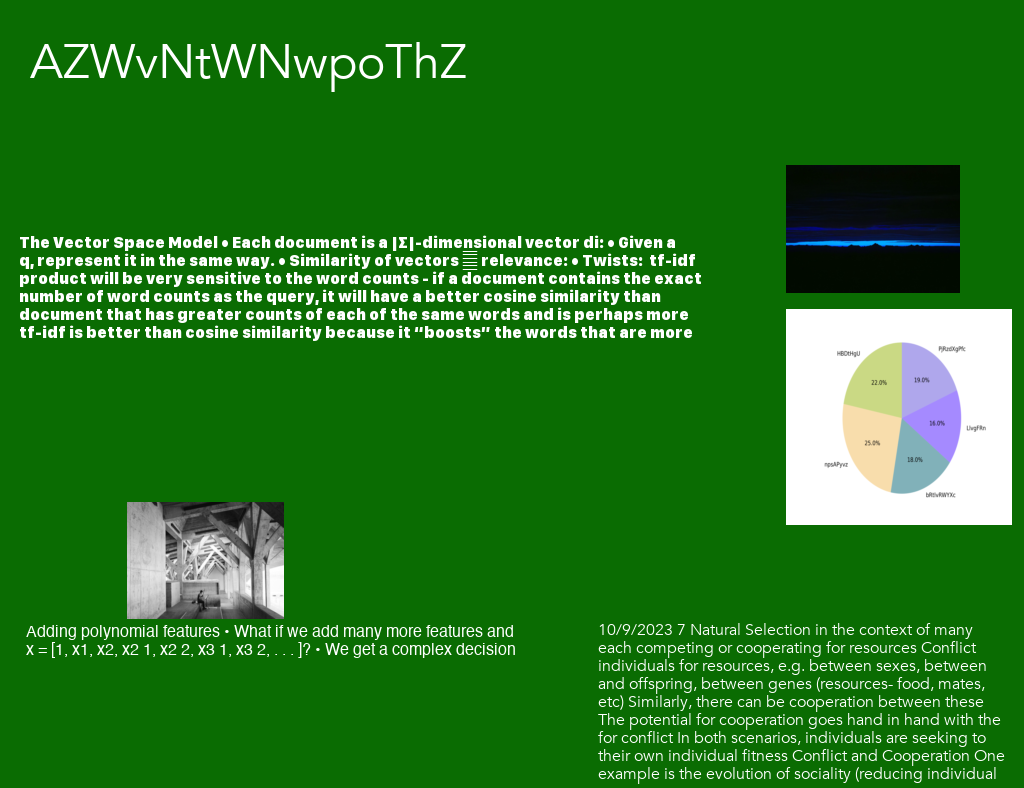 AZWvNtWNwpoThZ
The Vector Space Model • Each document is a |Σ|-dimensional vector di: • Given a
q, represent it in the same way. • Similarity of vectors relevance: • Twists: tf-idf
product will be very sensitive to the word counts - if a document contains the exact
number of word counts as the query, it will have a better cosine similarity than
document that has greater counts of each of the same words and is perhaps more
tf-idf is better than cosine similarity because it “boosts” the words that are more
HBDtHgU
PjRzdXgPfc
22.0%
19.0%
16.0%
LlvgFRn
25.0%
18.0%
npsAPyvz
bRtlvRWYXc
Adding polynomial features • What if we add many more features and
x = [1, x1, x2, x2 1, x2 2, x3 1, x3 2, . . . ]? • We get a complex decision
10/9/2023 7 Natural Selection in the context of many
each competing or cooperating for resources Conflict
individuals for resources, e.g. between sexes, between
and offspring, between genes (resources- food, mates,
etc) Similarly, there can be cooperation between these
The potential for cooperation goes hand in hand with the
for conflict In both scenarios, individuals are seeking to
their own individual fitness Conflict and Cooperation One
example is the evolution of sociality (reducing individual